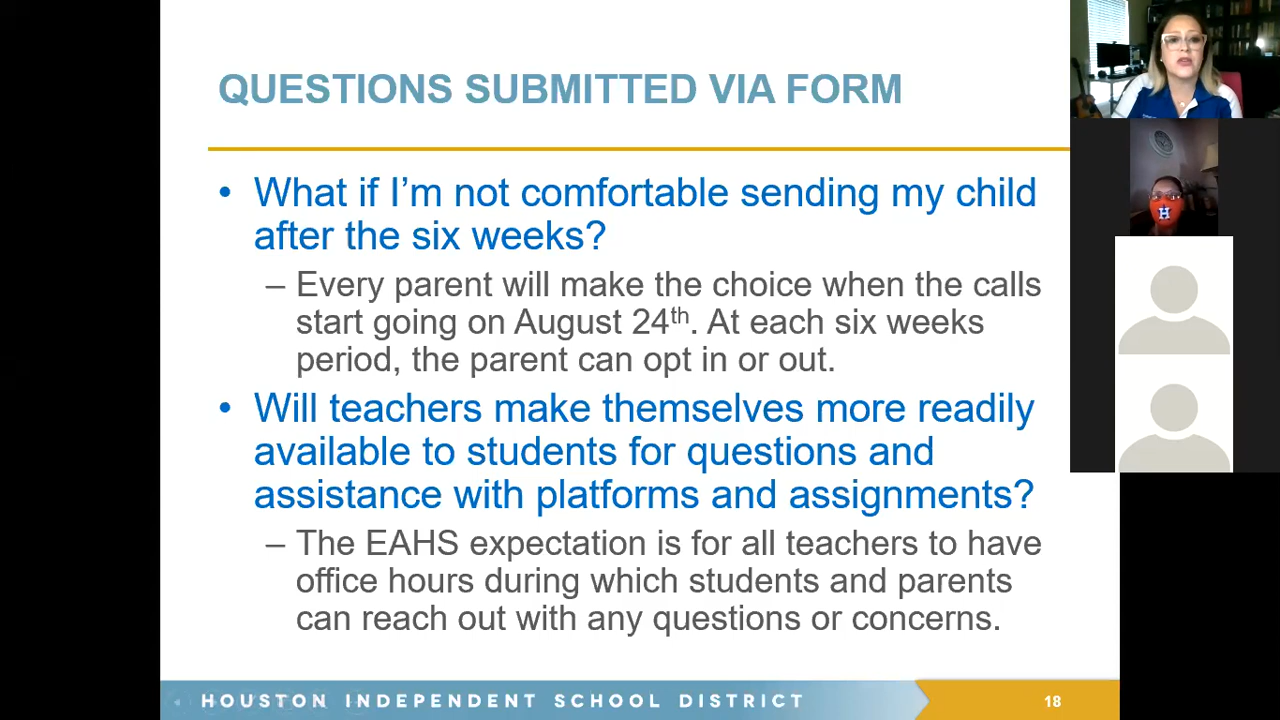 QUESTIONS SUBMITTED VIA FORM
• What if I’m not comfortable sending my child
after the six weeks?
– Every parent will make the choice when the calls
start going on August 24th. At each six weeks
period, the parent can opt in or out.
• Will teachers make themselves more readily
available to students for questions and
assistance with platforms and assignments?
– The EAHS expectation is for all teachers to have
office hours during which students and parents
can reach out with any questions or concerns.
HOUSTON INDEPENDENT SCHOOL DISTRICT
18
H